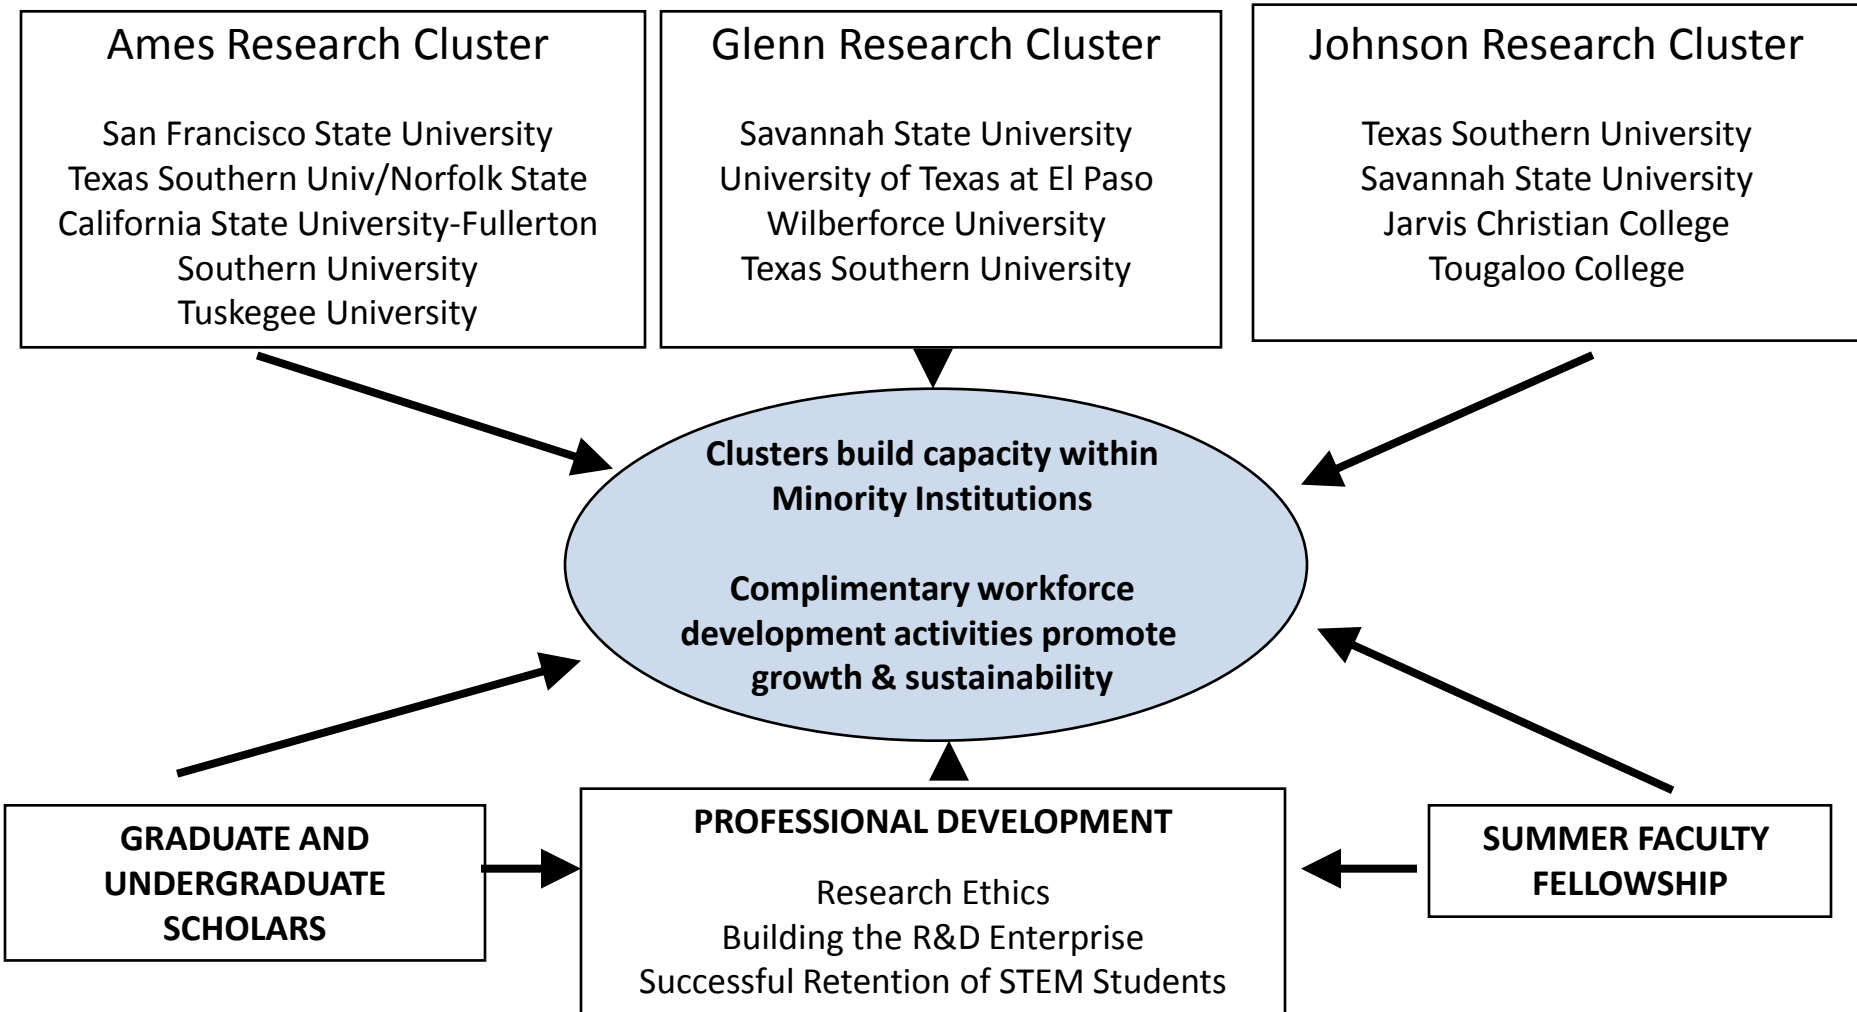 Ames Research Cluster
San Francisco State University
Texas Southern Univ/Norfolk State
California State University-Fullerton
Southern University
Tuskegee University
Glenn Research Cluster
Savannah State University
University of Texas at El Paso
Wilberforce University
Texas Southern University
Johnson Research Cluster
Texas Southern University
Savannah State University
Jarvis Christian College
Tougaloo College
Clusters build capacity within
Minority Institutions
Complimentary workforce
development activities promote
growth & sustainability
GRADUATE AND
UNDERGRADUATE
SCHOLARS
PROFESSIONAL DEVELOPMENT
Research Ethics
Building the R&D Enterprise
Successful Retention of STEM Students
SUMMER FACULTY
FELLOWSHIP